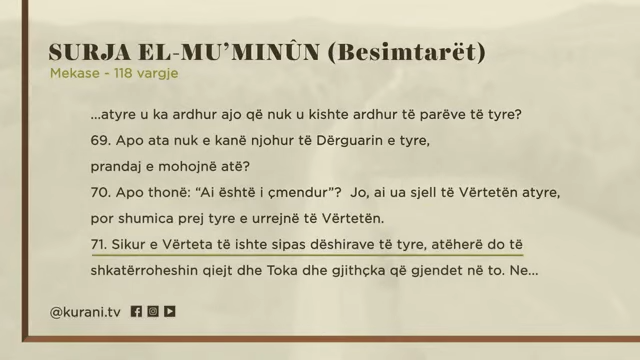 SURJA EL-MU’MINÛN (Besimtarët)
Mekase - 118 vargje
...atyre u ka ardhur ajo që nuk u kishte ardhur të parëve të tyre?
69. Apo ata nuk e kanë njohur të Dërguarin e tyre,
prandaj e mohojnë atë?
70. Apo thonë: “Ai është i çmendur”? Jo, ai ua sjell të Vërtetën atyre,
por shumica prej tyre e urrejnë të Vërtetën.
71. Sikur e Vërteta të ishte sipas dëshirave të tyre, atëherë do të
shkatërroheshin qiejt dhe Toka dhe gjithçka që gjendet në to. Ne...
@kurani.tv